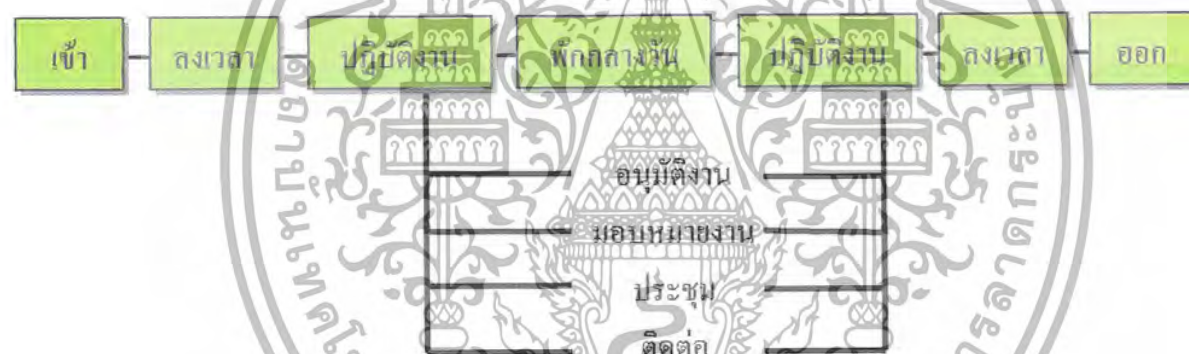 เข้า ลงเวลา ปฏิบัติงาน พักกลางวัน ปฏิบัติงาน ลงเวลา ออก
อนุมัติงาน
มอบหมายงาน
ประชุม
ติดต่อ